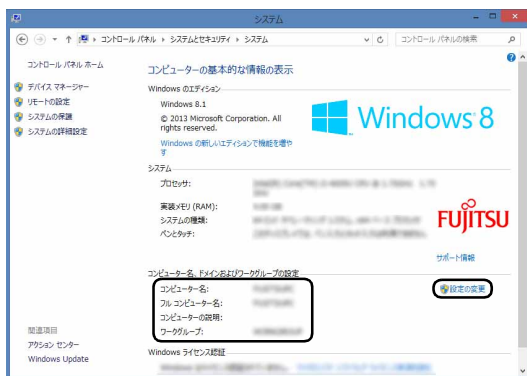 システム
コントロール パネル ▸ システムとセキュリティ ▸ システム
コントロール パネルの検索
コントロール パネル ホーム
デバイス マネージャー
リモートの設定
システムの保護
システムの詳細設定
コンピューターの基本的な情報の表示
Windows のエディション
Windows 8.1
© 2013 Microsoft Corporation. All
rights reserved.
Windows の新しいエディションで機能を増や
す
Windows 8
システム
プロセッサ:
実装メモリ (RAM):
システムの種類:
ペンとタッチ:
FUJITSU
サポート情報
コンピューター名、ドメインおよびワークグループの設定
コンピューター名:
フル コンピューター名:
コンピューターの説明:
ワークグループ:
設定の変更
Windows ライセンス認証
関連項目
アクション センター
Windows Update